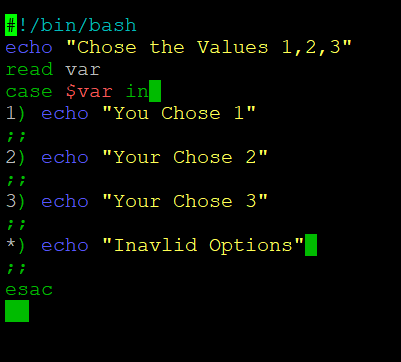 #!/bin/bash
echo "Chose the Values 1,2,3"
read var
case $var in
1) echo "You Chose 1"
;;
2) echo "Your Chose 2"
;;
3) echo "Your Chose 3"
;;
*) echo "Inavlid Options"
;;
esac